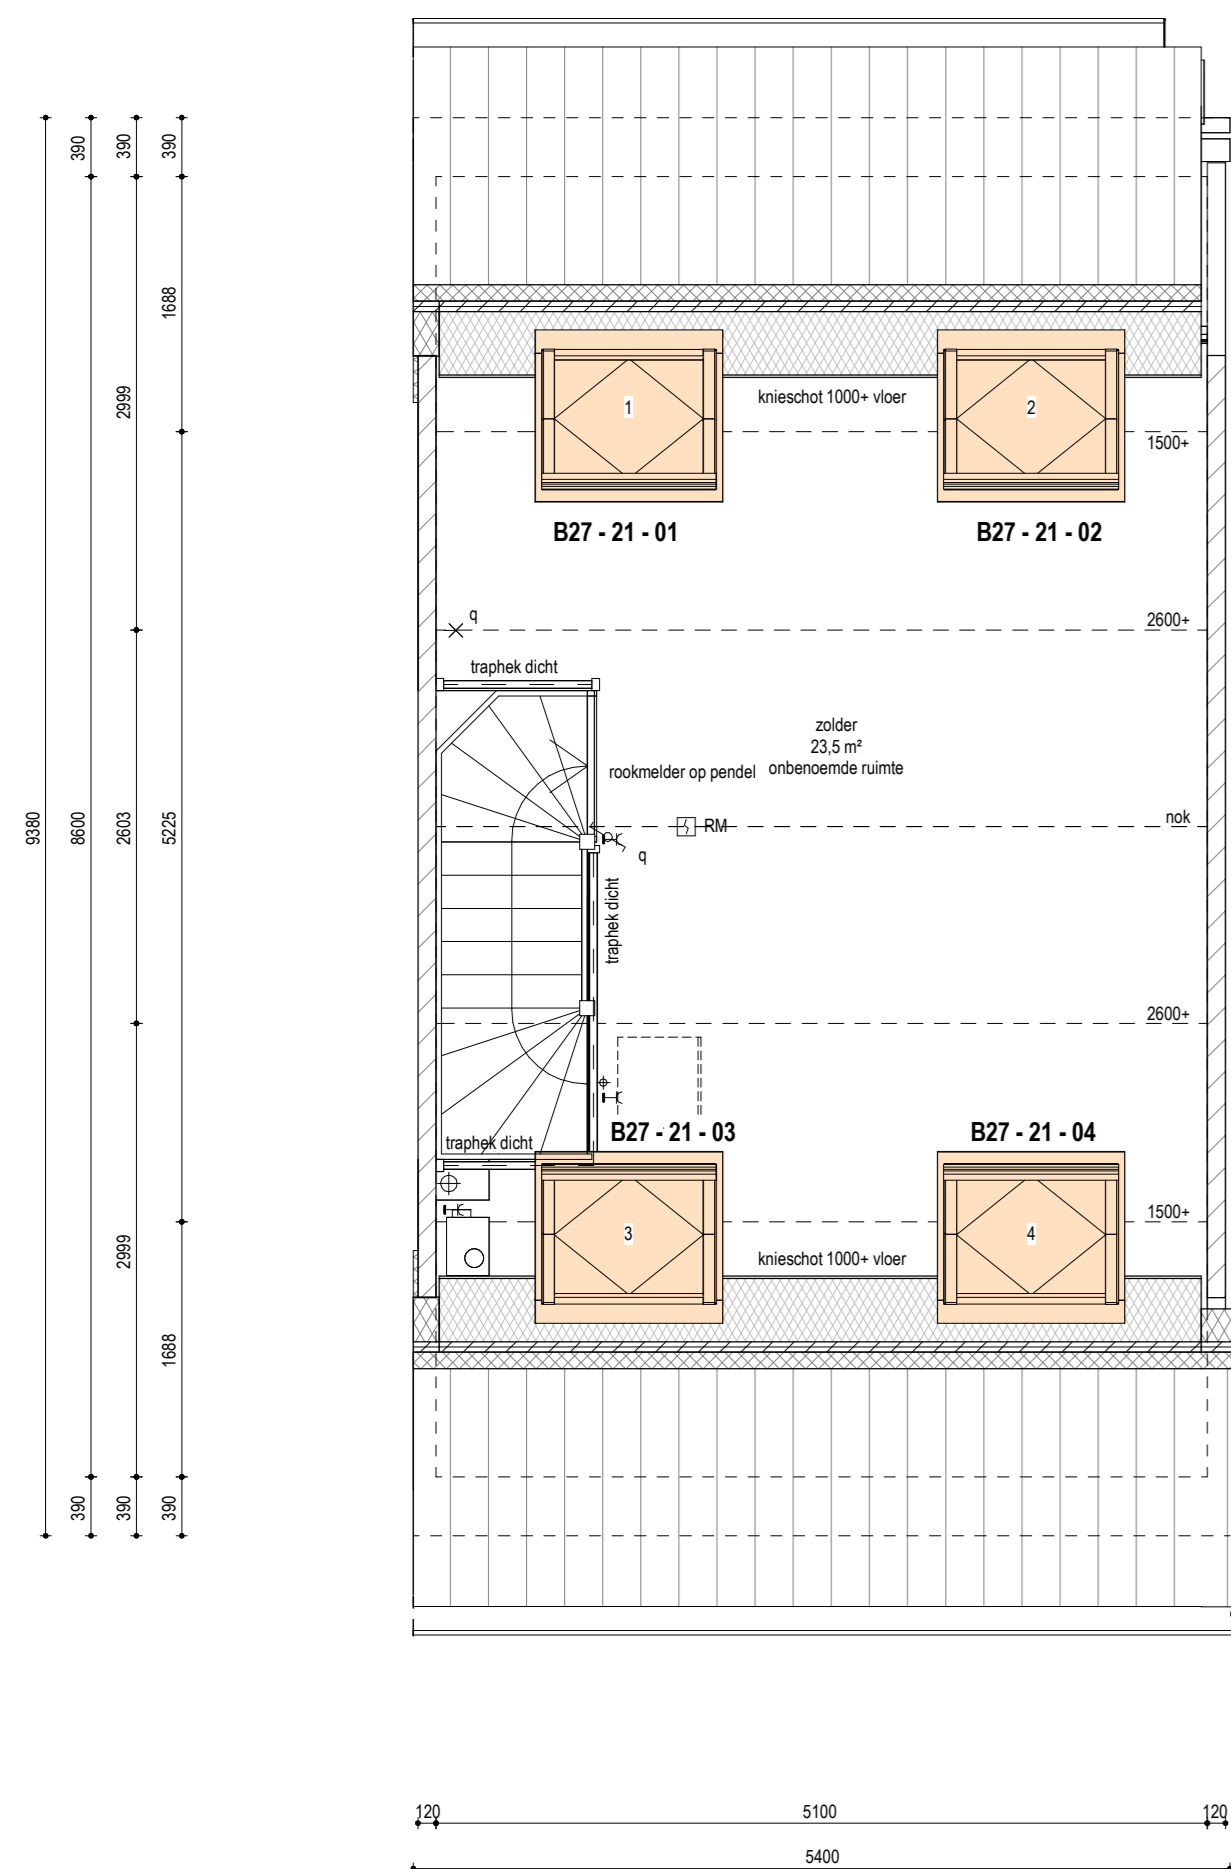 390
390
390
1688
2999
9380
8600
2603
5225
2999
1688
390
390
390
1
2
knieschot 1000+ vloer
1500+
B27 - 21 - 01
B27 - 21 - 02
q
2600+
traphek dicht
zolder
23,5 m²
onbenoemde ruimte
rookmelder op pendel
RM
nok
q
traphek dicht
2600+
B27 - 21 - 03
B27 - 21 - 04
traphek dicht
1500+
3
4
knieschot 1000+ vloer
120
5100
120
5400